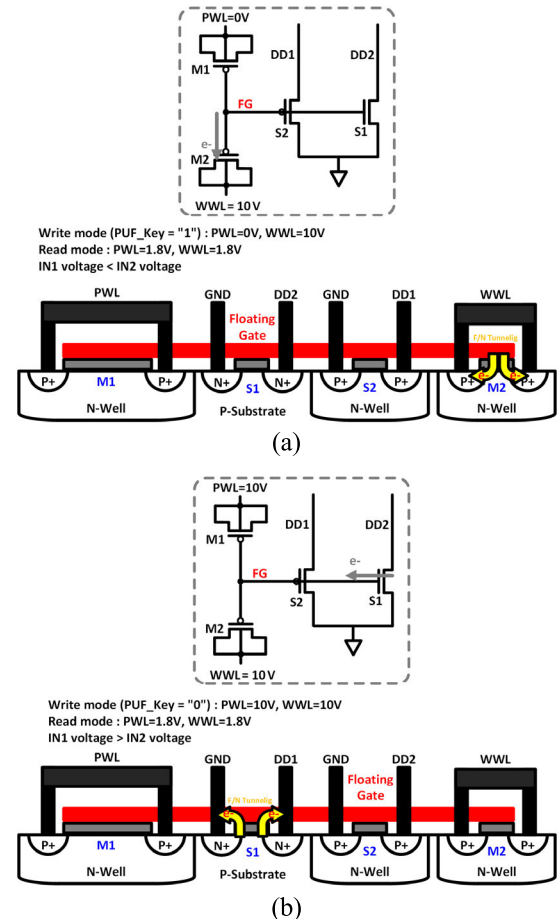 PWL=0V
DD1 DD2
M1
FG
S2 S1
e-
M2
WWL= 10 V
Write mode (PUF_Key = "1") : PWL=0V, WWL=10V
Read mode : PWL=1.8V, WWL=1.8V
IN1 voltage < IN2 voltage
PWL GND DD2 GND DD1 WWL
Floating
Gate
F/N Tunnelig
P+ M1 P+ N+ S1 N+ P+ S2 P+ P+ e- M2 e- P+
N-Well P-Substrate N-Well N-Well
(a)
PWL=10V
DD1 DD2
M1
e-
FG
S2 S1
M2
WWL= 10 V
Write mode (PUF_Key = "0") : PWL=10V, WWL=10V
Read mode : PWL=1.8V, WWL=1.8V
IN1 voltage > IN2 voltage
PWL GND DD1 GND DD2 WWL
Floating
Gate
F/N Tunnelig
e- e-
P+ M1 P+ N+ S1 N+ P+ S2 P+ P+ M2 P+
N-Well P-Substrate N-Well N-Well
(b)